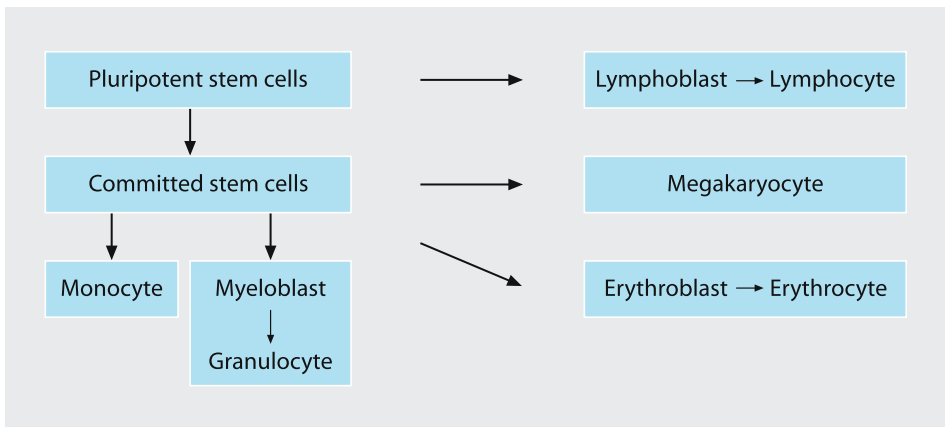 Pluripotent stem cells
Lymphoblast → Lymphocyte
Committed stem cells
Megakaryocyte
Monocyte
Myeloblast
Granulocyte
Erythroblast → Erythrocyte